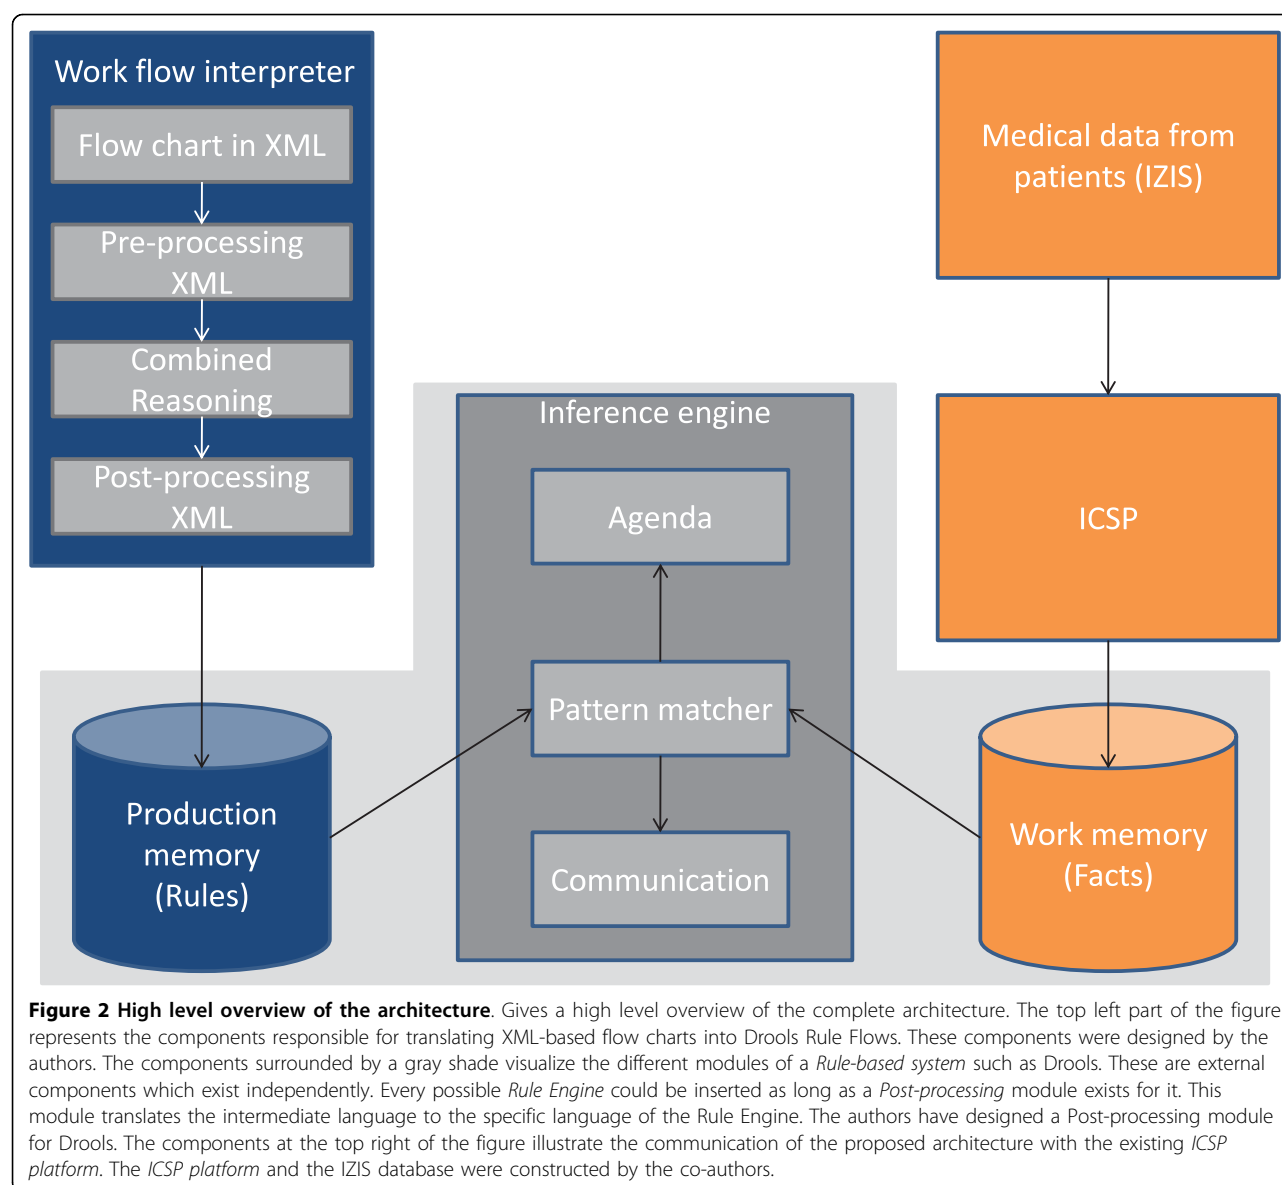 Work flow interpreter
Flow chart in XML
Pre-processing
XML
Combined
Reasoning
Post-processing
XML
Medical data from
patients (IZIS)
Inference engine
Agenda
ICSP
Pattern matcher
Communication
Production
memory
(Rules)
Work memory
(Facts)
Figure 2 High level overview of the architecture. Gives a high level overview of the complete architecture. The top left part of the figure
represents the components responsible for translating XML-based flow charts into Drools Rule Flows. These components were designed by the
authors. The components surrounded by a gray shade visualize the different modules of a Rule-based system such as Drools. These are external
components which exist independently. Every possible Rule Engine could be inserted as long as a Post-processing module exists for it. This
module translates the intermediate language to the specific language of the Rule Engine. The authors have designed a Post-processing module
for Drools. The components at the top right of the figure illustrate the communication of the proposed architecture with the existing ICSP
platform. The ICSP platform and the IZIS database were constructed by the co-authors.